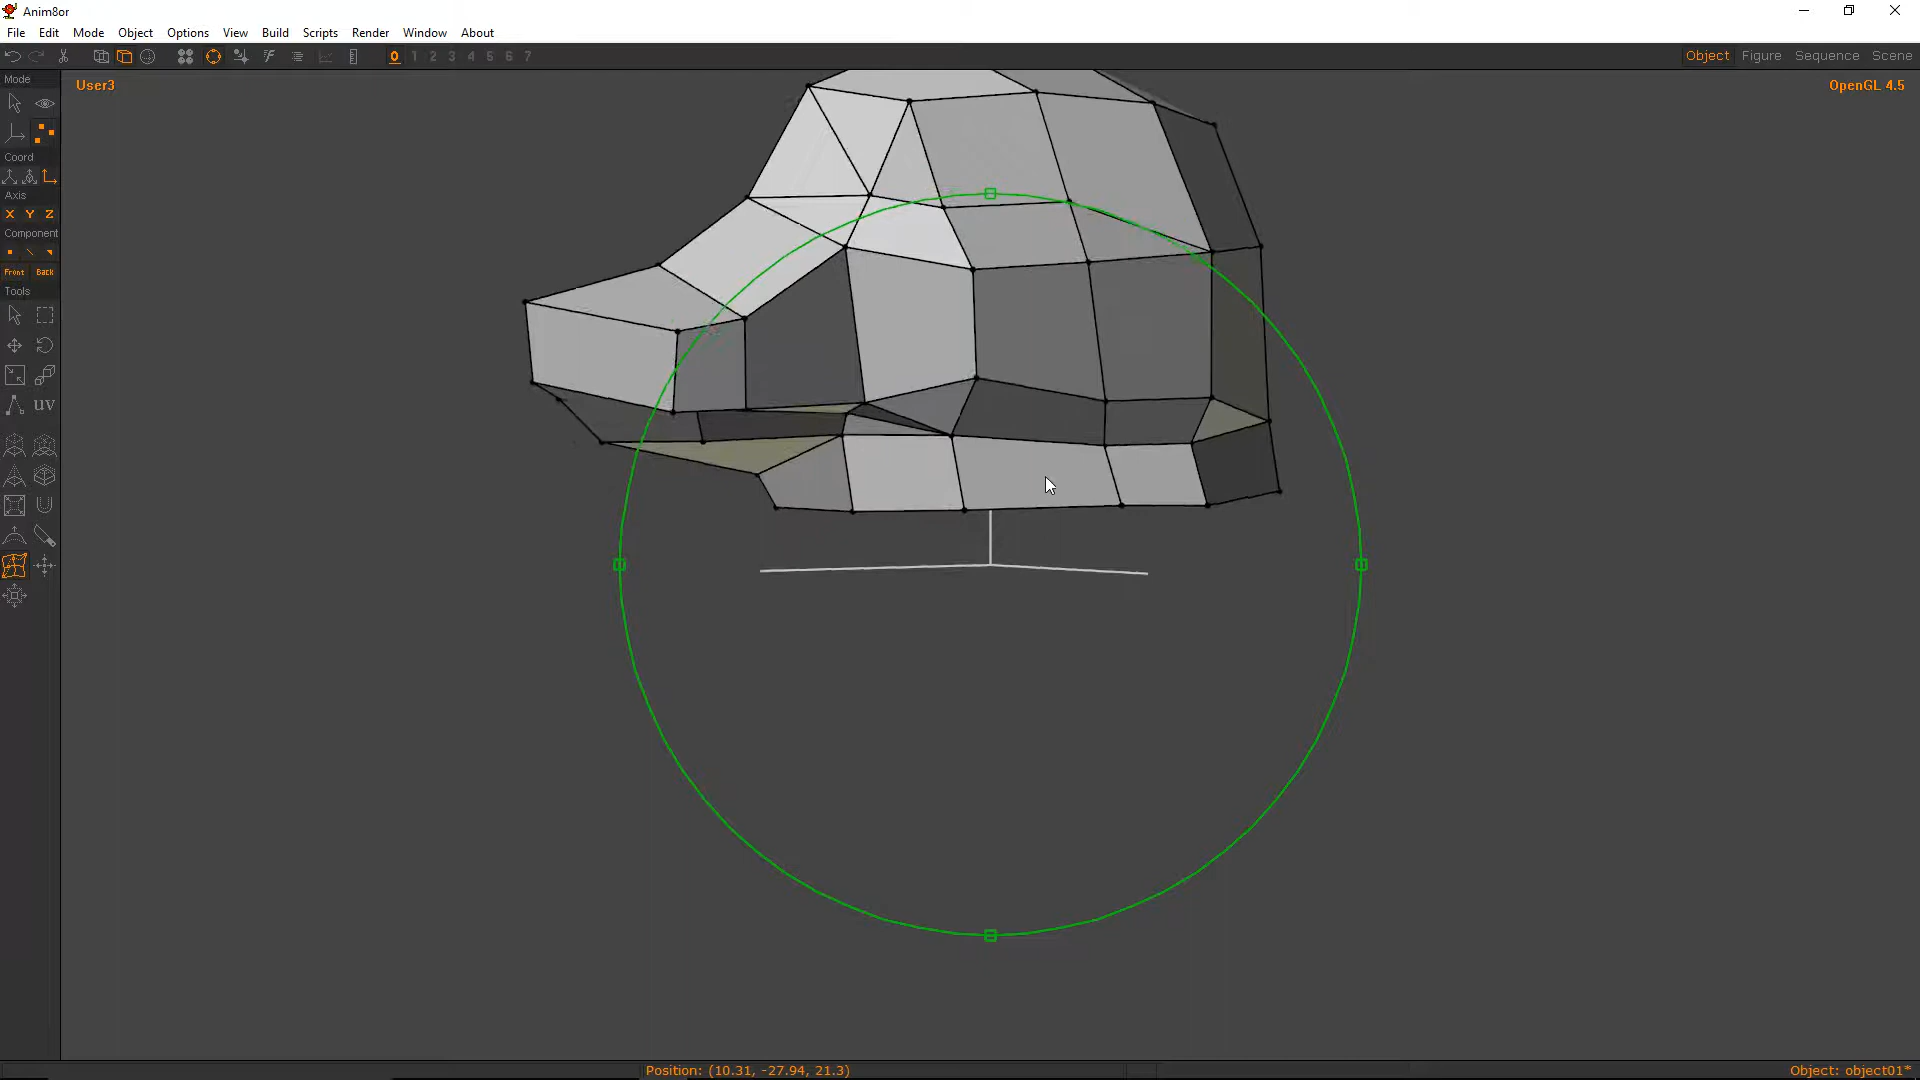 Anim8or
File Edit Mode Object Options View Build Scripts Render Window About
0 1 2 3 4 5 6 7
Object Figure Sequence Scene
Mode
User3
OpenGL 4.5
Coord
Axis
X Y Z
Component
Front Back
Tools
UV
Position: (10.31, -27.94, 21.3)
Object: object01*